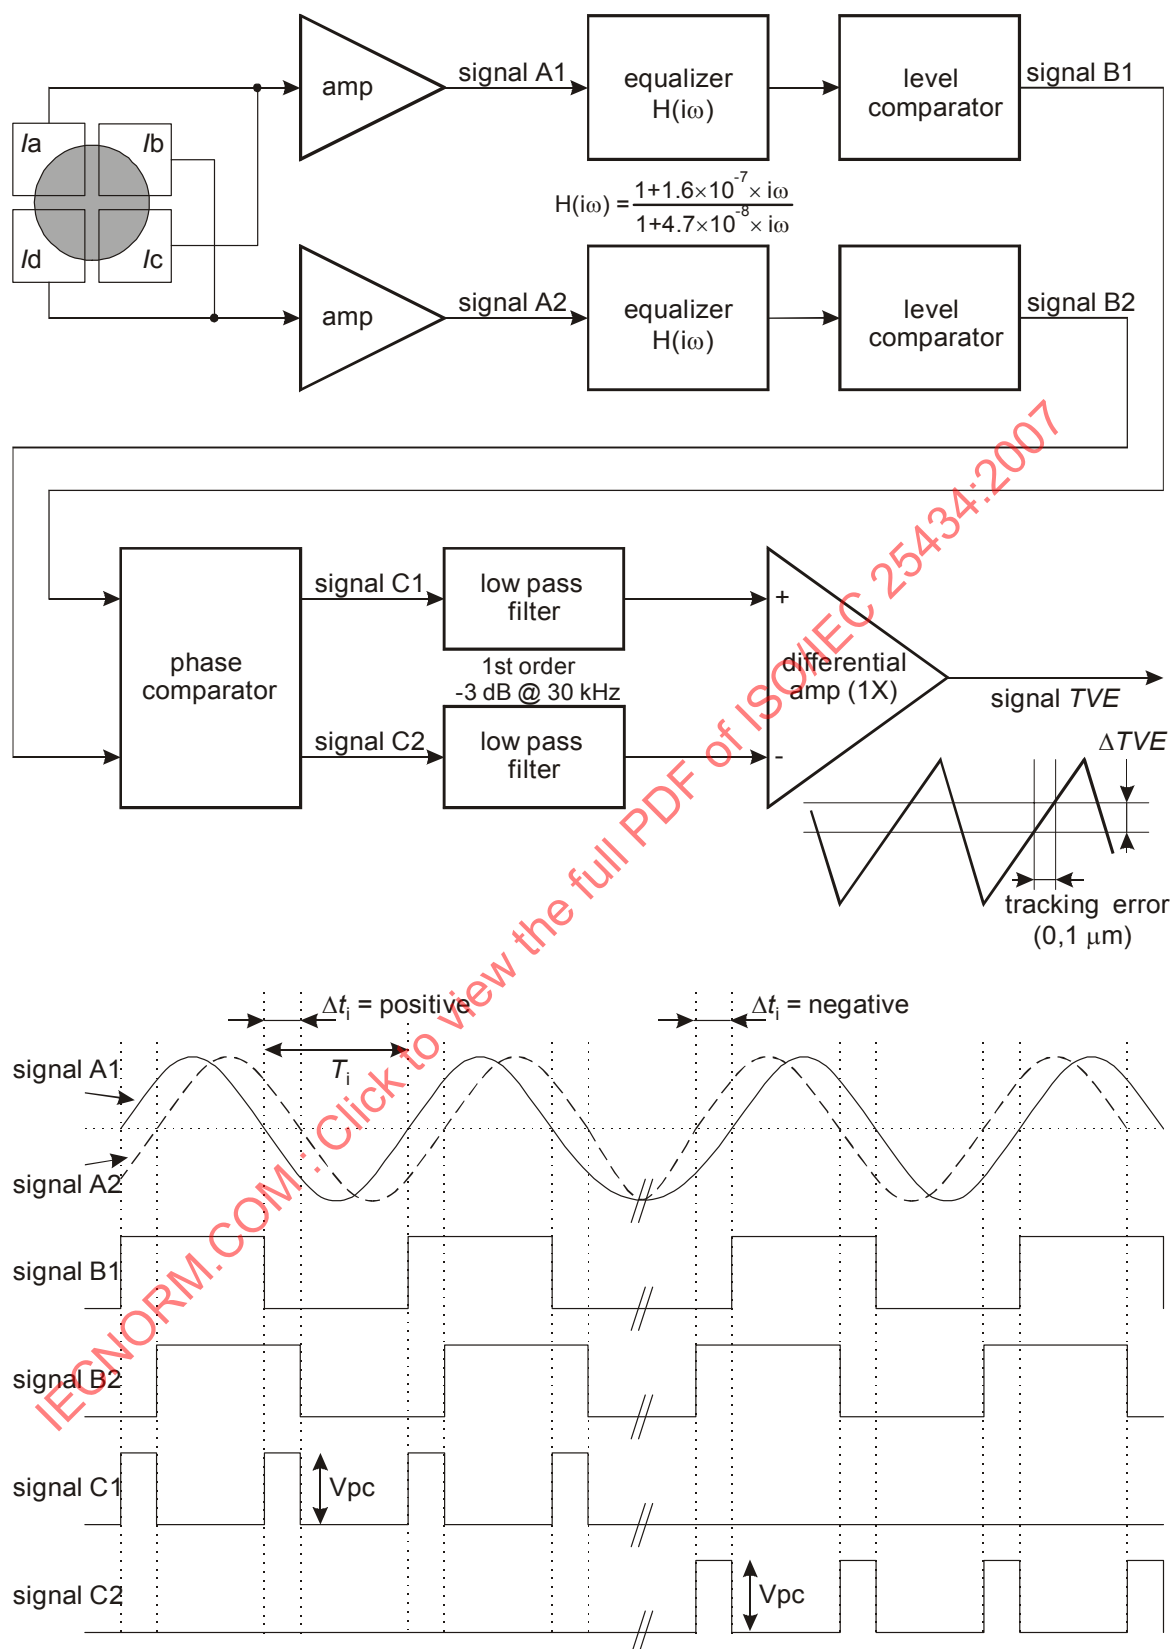 amp
signal A1
equalizer
H(iω)
level
comparator
signal B1
Ia
Ib
Id
Ic
H(iω) = 1+1.6×10⁻⁷× iω
1+4.7×10⁻⁸× iω
amp
signal A2
equalizer
H(iω)
level
comparator
signal B2
phase
comparator
signal C1
low pass
filter
1st order
-3 dB @ 30 kHz
signal C2
low pass
filter
+
differential
amp (1X)
-
signal TVE
ΔTVE
tracking error
(0,1 μm)
Δtᵢ = positive
Δtᵢ = negative
Tᵢ
signal A1
signal A2
signal B1
signal B2
signal C1
Vpc
signal C2
Vpc
IECNORM.COM : Click to view the full PDF of ISO/IEC 25434:2007